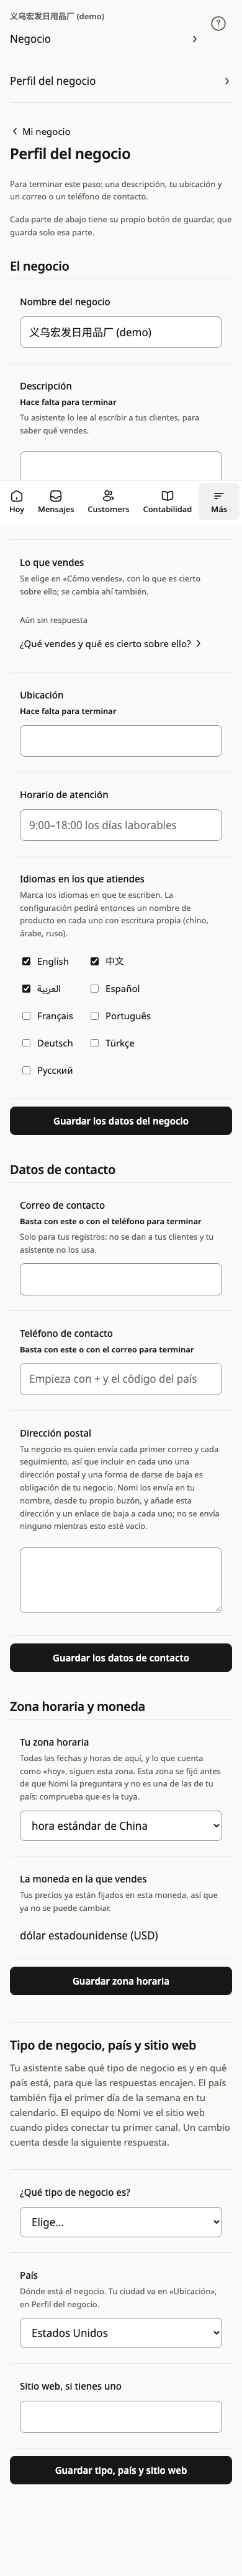 义乌宏发日用品厂 (demo)
Negocio
Perfil del negocio
Mi negocio
Perfil del negocio
Para terminar este paso: una descripción, tu ubicación y
un correo o un teléfono de contacto.
Cada parte de abajo tiene su propio botón de guardar, que
guarda solo esa parte.
El negocio
Nombre del negocio
义乌宏发日用品厂 (demo)
Descripción
Hace falta para terminar
Tu asistente lo lee al escribir a tus clientes, para
saber qué vendes.
Hoy
Mensajes
Customers
Contabilidad
Más
Lo que vendes
Se elige en «Cómo vendes», con lo que es cierto
sobre ello; se cambia ahí también.
Aún sin respuesta
¿Qué vendes y qué es cierto sobre ello?
Ubicación
Hace falta para terminar
Horario de atención
9:00–18:00 los días laborables
Idiomas en los que atiendes
Marca los idiomas en que te escriben. La
configuración pedirá entonces un nombre de
producto en cada uno con escritura propia (chino,
árabe, ruso).
English
中文
العربية
Español
Français
Português
Deutsch
Türkçe
Русский
Guardar los datos del negocio
Datos de contacto
Correo de contacto
Basta con este o con el teléfono para terminar
Solo para tus registros: no se dan a tus clientes y tu
asistente no los usa.
Teléfono de contacto
Basta con este o con el correo para terminar
Empieza con + y el código del país
Dirección postal
Tu negocio es quien envía cada primer correo y cada
seguimiento, así que incluir en cada uno una
dirección postal y una forma de darse de baja es
obligación de tu negocio. Nomi los envía en tu
nombre, desde tu propio buzón, y añade esta
dirección y un enlace de baja a cada uno; no se envía
ninguno mientras esto esté vacío.
Guardar los datos de contacto
Zona horaria y moneda
Tu zona horaria
Todas las fechas y horas de aquí, y lo que cuenta
como «hoy», siguen esta zona. Esta zona se fijó antes
de que Nomi la preguntara y no es una de las de tu
país: comprueba que es la tuya.
hora estándar de China
La moneda en la que vendes
Tus precios ya están fijados en esta moneda, así que
ya no se puede cambiar.
dólar estadounidense (USD)
Guardar zona horaria
Tipo de negocio, país y sitio web
Tu asistente sabe qué tipo de negocio es y en qué
país está, para que las respuestas encajen. El país
también fija el primer día de la semana en tu
calendario. El equipo de Nomi ve el sitio web
cuando pides conectar tu primer canal. Un cambio
cuenta desde la siguiente respuesta.
¿Qué tipo de negocio es?
Elige...
País
Dónde está el negocio. Tu ciudad va en «Ubicación»,
en Perfil del negocio.
Estados Unidos
Sitio web, si tienes uno
Guardar tipo, país y sitio web